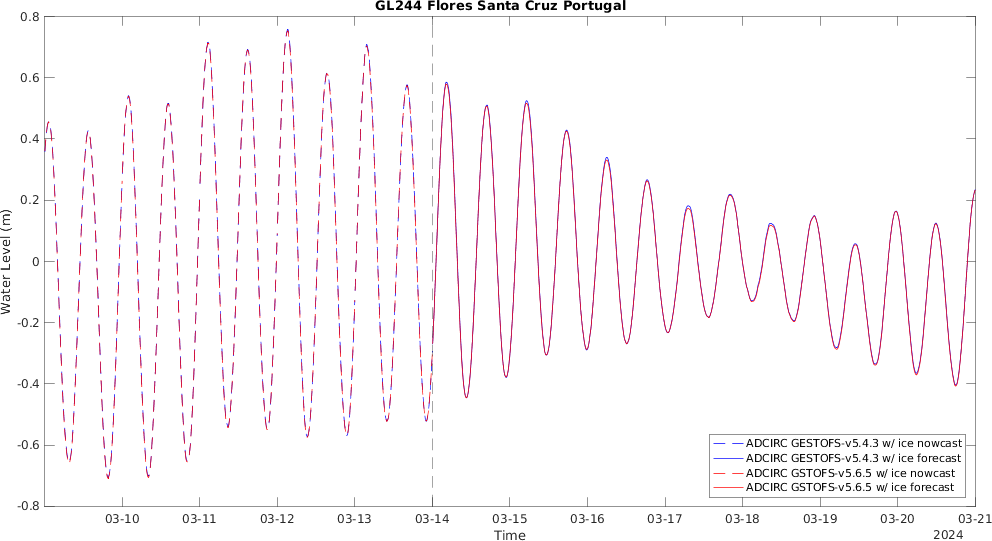 GL244 Flores Santa Cruz Portugal
Water Level (m)
0.8
0.6
0.4
0.2
0
-0.2
-0.4
-0.6
-0.8
ADCIRC GESTOFS-v5.4.3 w/ ice nowcast
ADCIRC GESTOFS-v5.4.3 w/ ice forecast
ADCIRC GSTOFS-v5.6.5 w/ ice nowcast
ADCIRC GSTOFS-v5.6.5 w/ ice forecast
03-10 03-11 03-12 03-13 03-14 03-15 03-16 03-17 03-18 03-19 03-20 03-21
Time
2024